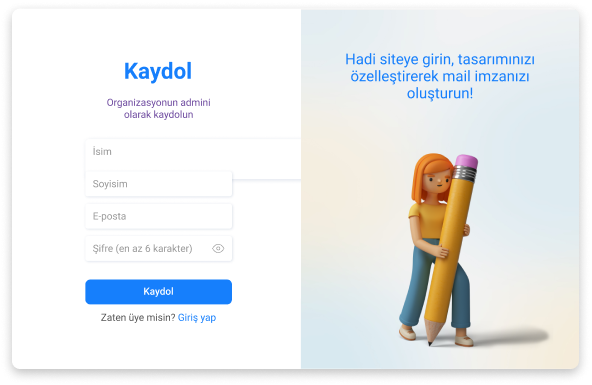 Kaydol
Organizasyonun admini
olarak kaydolun
İsim
Soyisim
E-posta
Şifre (en az 6 karakter)
Kaydol
Zaten üye misin? Giriş yap
Hadi siteye girin, tasarımınızı
özelleştirerek mail imzanızı
oluşturun!